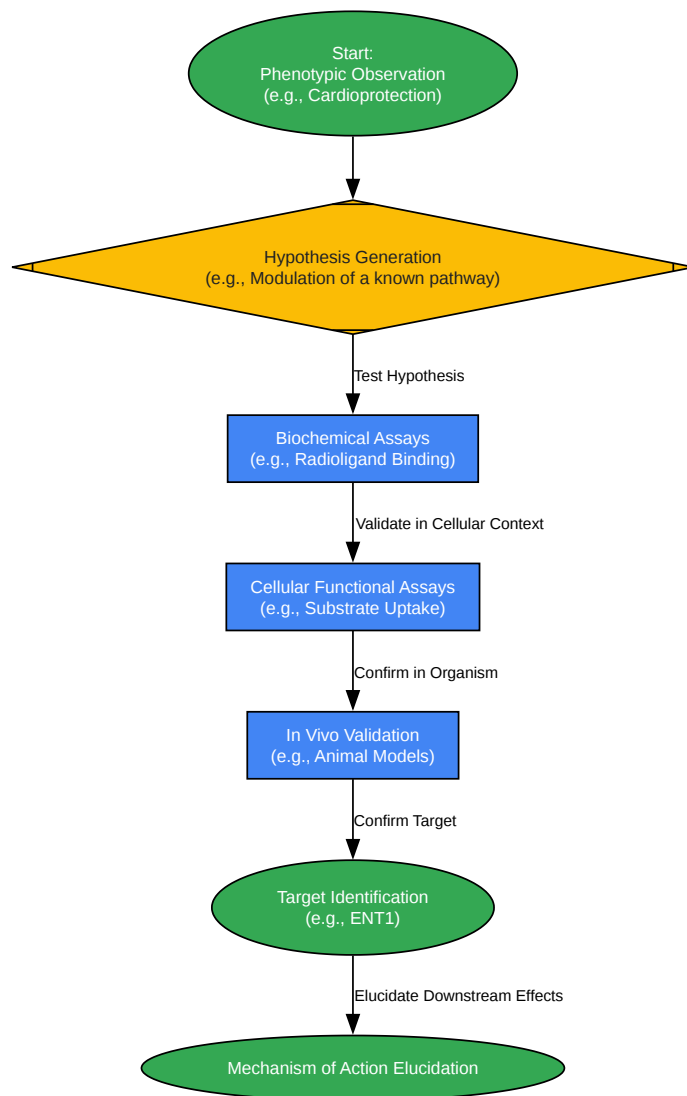 Start:
Phenotypic Observation
(e.g., Cardioprotection)
Hypothesis Generation
(e.g., Modulation of a known pathway)
Test Hypothesis
Biochemical Assays
(e.g., Radioligand Binding)
Validate in Cellular Context
Cellular Functional Assays
(e.g., Substrate Uptake)
Confirm in Organism
In Vivo Validation
(e.g., Animal Models)
Confirm Target
Target Identification
(e.g., ENT1)
Elucidate Downstream Effects
Mechanism of Action Elucidation